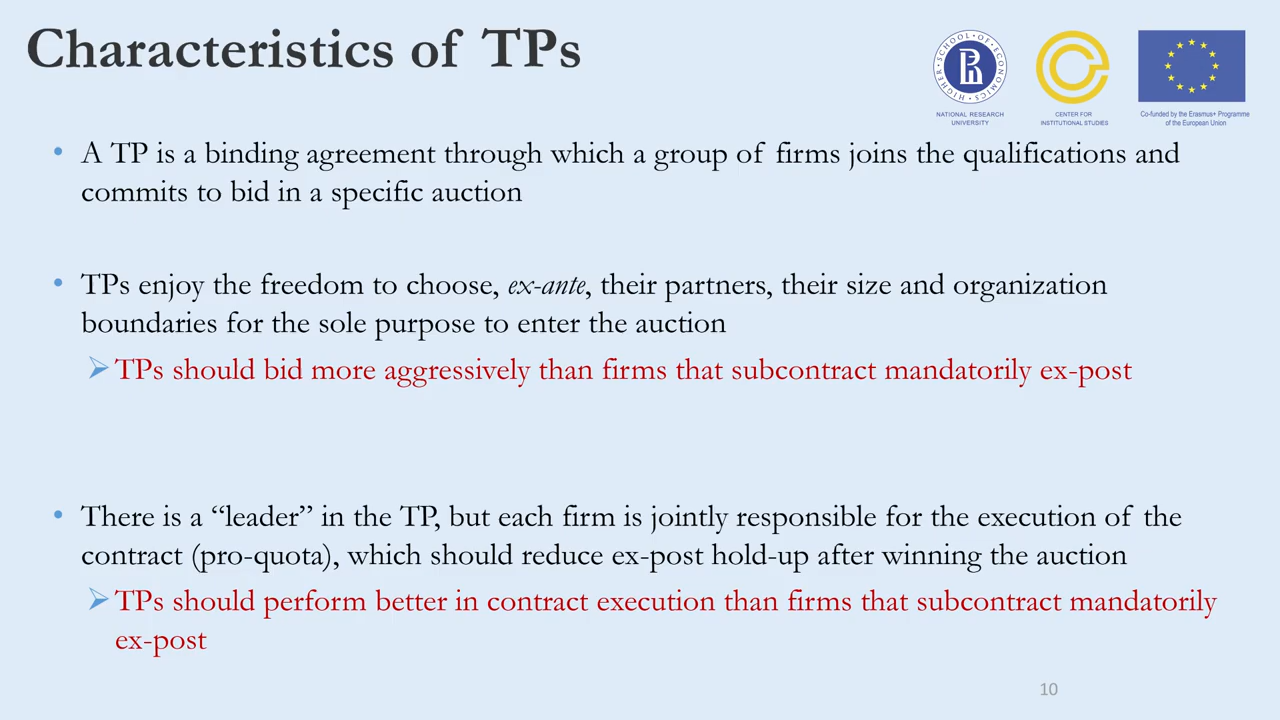 Characteristics of TPs
HIGHER · SCHOOL · OF · ECONOMICS
NATIONAL RESEARCH
UNIVERSITY
CENTER FOR
INSTITUTIONAL STUDIES
Co-funded by the Erasmus+ Programme
of the European Union
• A TP is a binding agreement through which a group of firms joins the qualifications and
commits to bid in a specific auction
• TPs enjoy the freedom to choose, ex-ante, their partners, their size and organization
boundaries for the sole purpose to enter the auction
➢ TPs should bid more aggressively than firms that subcontract mandatorily ex-post
• There is a “leader” in the TP, but each firm is jointly responsible for the execution of the
contract (pro-quota), which should reduce ex-post hold-up after winning the auction
➢ TPs should perform better in contract execution than firms that subcontract mandatorily
ex-post
10